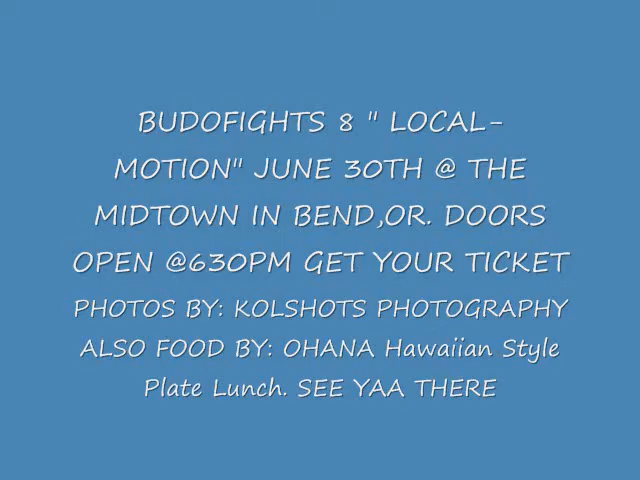 BUDOFIGHTS 8 " LOCAL-
MOTION" JUNE 30TH @ THE
MIDTOWN IN BEND,OR. DOORS
OPEN @630PM GET YOUR TICKET
PHOTOS BY: KOLSHOTS PHOTOGRAPHY
ALSO FOOD BY: OHANA Hawaiian Style
Plate Lunch. SEE YAA THERE